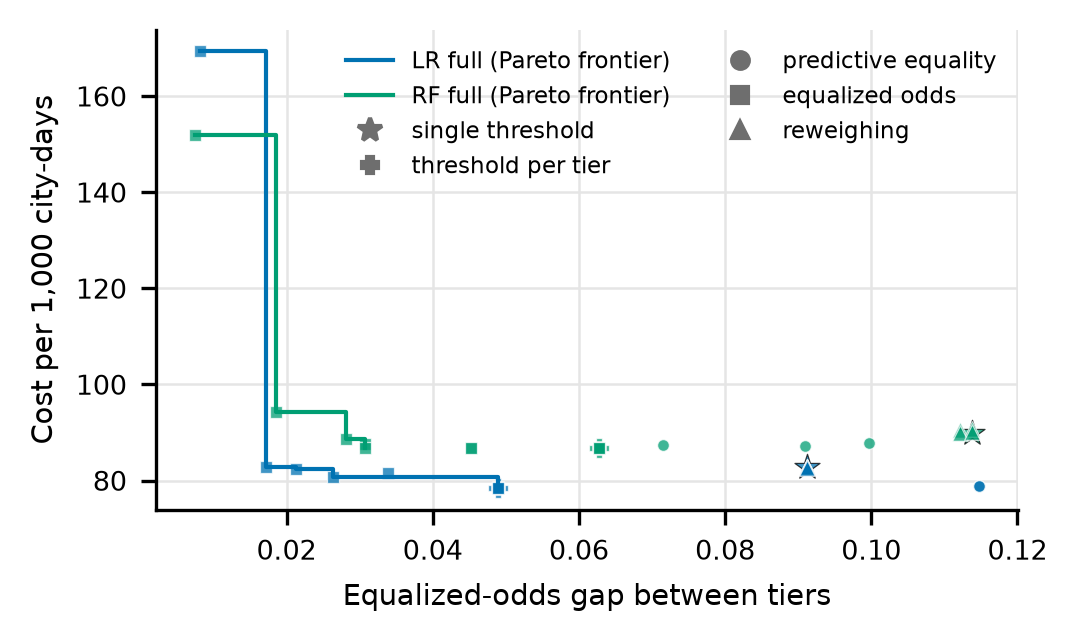 Cost per 1,000 city-days
160
140
120
100
80
LR full (Pareto frontier)
RF full (Pareto frontier)
single threshold
threshold per tier
predictive equality
equalized odds
reweighing
0.02 0.04 0.06 0.08 0.10 0.12
Equalized-odds gap between tiers